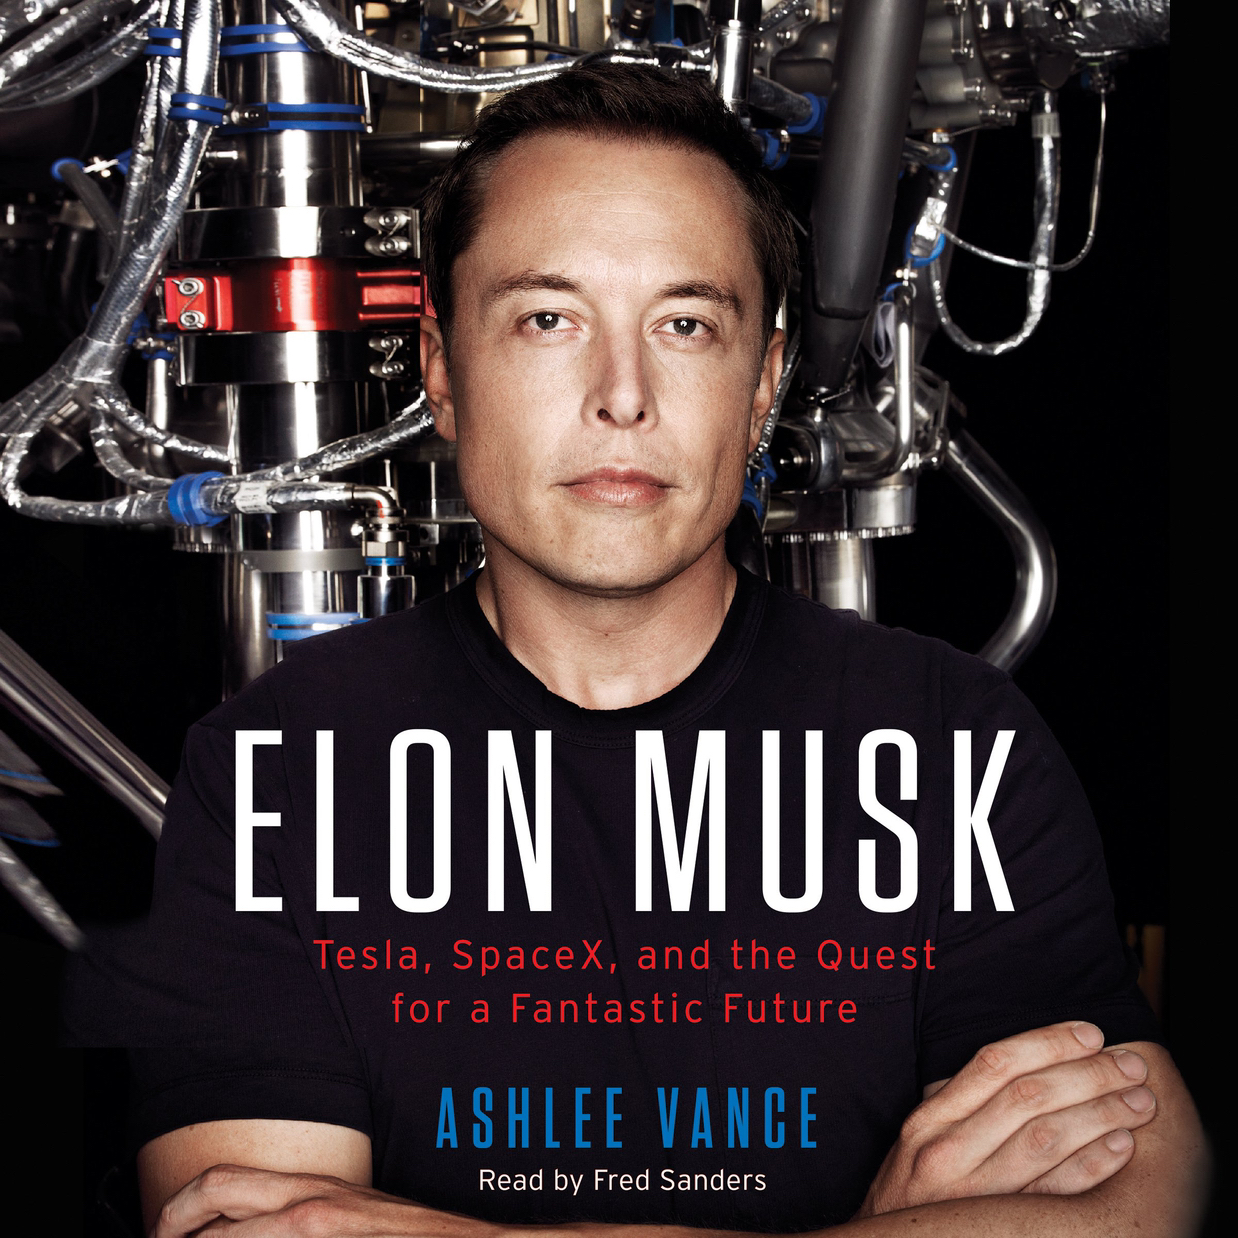 ELON MUSK
Tesla, SpaceX, and the Quest
for a Fantastic Future
ASHLEE VANCE
Read by Fred Sanders